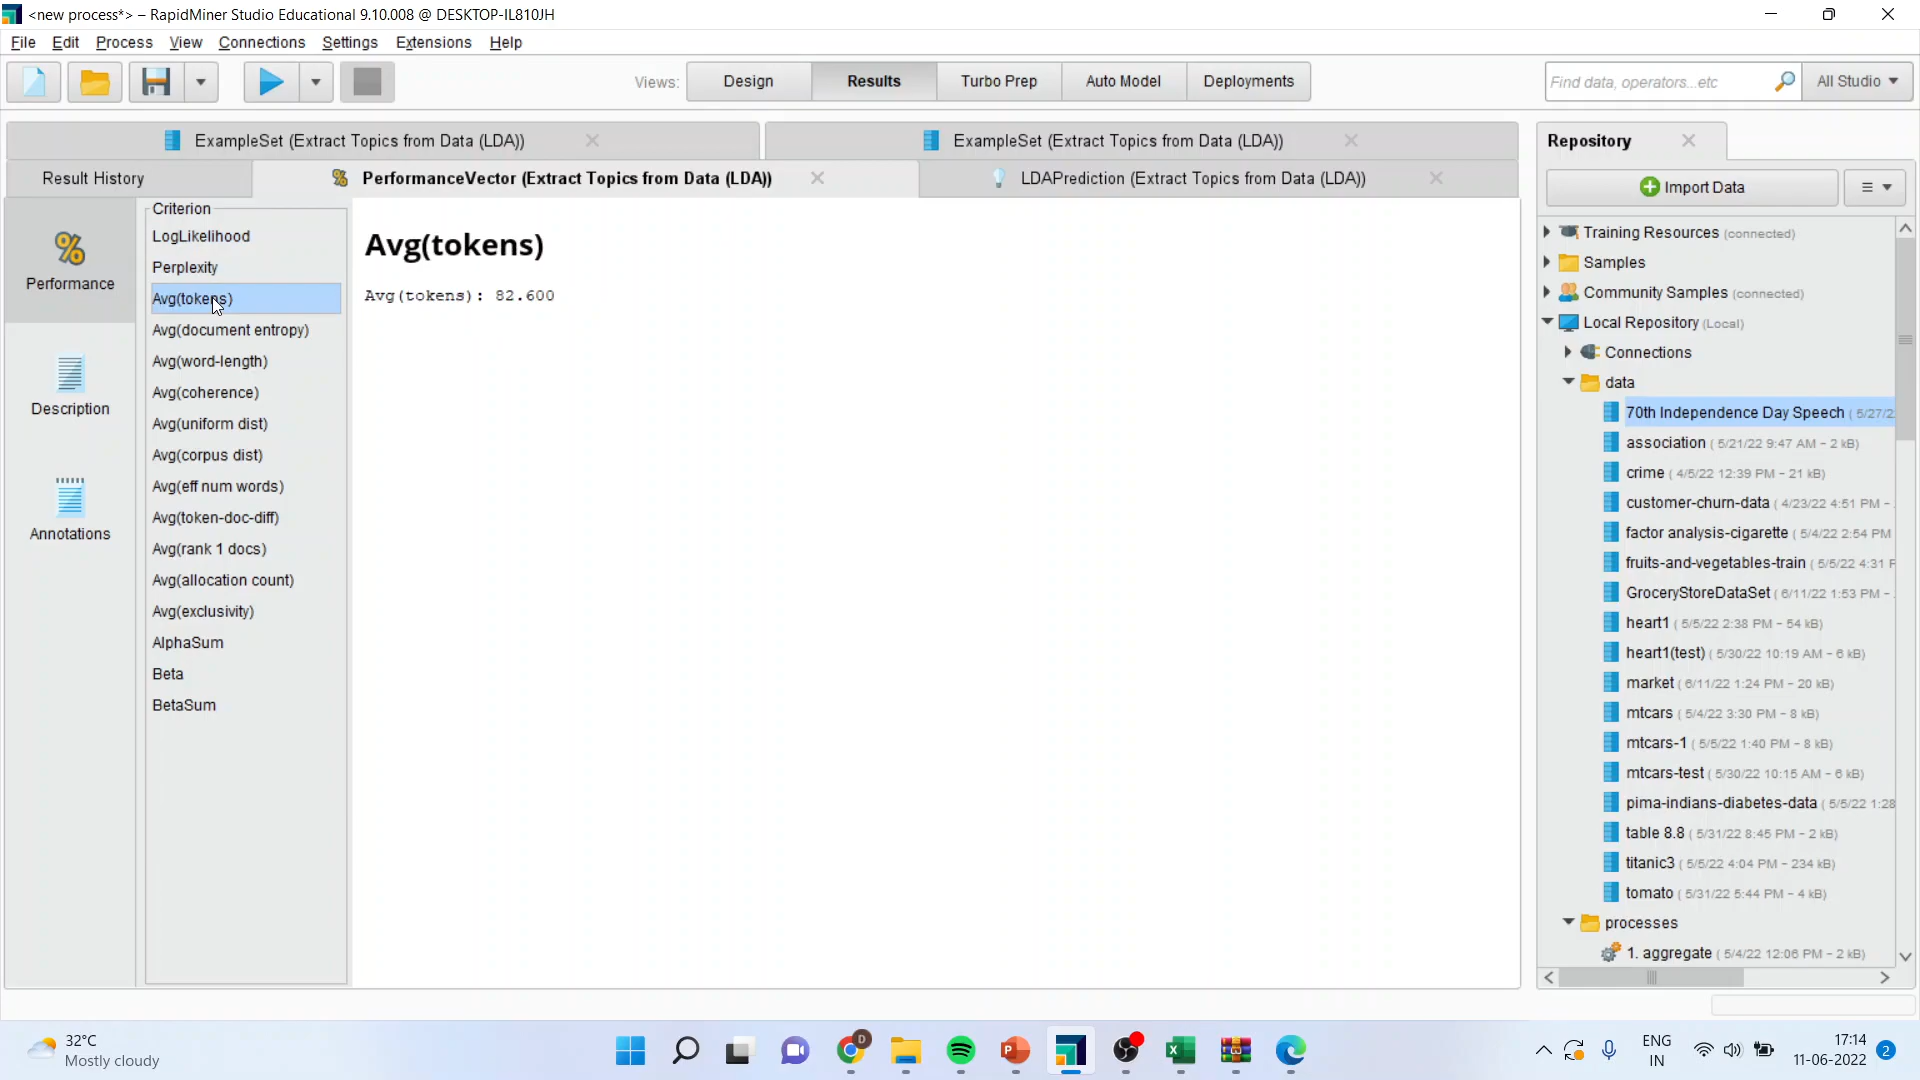 <new process*> – RapidMiner Studio Educational 9.10.008 @ DESKTOP-IL810JH
File Edit Process View Connections Settings Extensions Help
Views: Design Results Turbo Prep Auto Model Deployments
Find data, operators...etc
All Studio
ExampleSet (Extract Topics from Data (LDA))
ExampleSet (Extract Topics from Data (LDA))
Result History
PerformanceVector (Extract Topics from Data (LDA))
LDAPrediction (Extract Topics from Data (LDA))
Performance
Description
Annotations
Criterion
LogLikelihood
Perplexity
Avg(tokens)
Avg(document entropy)
Avg(word-length)
Avg(coherence)
Avg(uniform dist)
Avg(corpus dist)
Avg(eff num words)
Avg(token-doc-diff)
Avg(rank 1 docs)
Avg(allocation count)
Avg(exclusivity)
AlphaSum
Beta
BetaSum
Avg(tokens)
Avg(tokens): 82.600
Repository
Import Data
Training Resources (connected)
Samples
Community Samples (connected)
Local Repository (Local)
Connections
data
70th Independence Day Speech ( 5/27/2
association ( 5/21/22 9:47 AM – 2 kB)
crime ( 4/5/22 12:39 PM – 21 kB)
customer-churn-data ( 4/23/22 4:51 PM –
factor analysis-cigarette ( 5/4/22 2:54 PM
fruits-and-vegetables-train ( 5/5/22 4:31 P
GroceryStoreDataSet ( 6/11/22 1:53 PM –
heart1 ( 5/5/22 2:38 PM – 54 kB)
heart1(test) ( 5/30/22 10:19 AM – 6 kB)
market ( 6/11/22 1:24 PM – 20 kB)
mtcars ( 5/4/22 3:30 PM – 8 kB)
mtcars-1 ( 5/5/22 1:40 PM – 8 kB)
mtcars-test ( 5/30/22 10:15 AM – 6 kB)
pima-indians-diabetes-data ( 5/5/22 1:28
table 8.8 ( 5/31/22 8:45 PM – 2 kB)
titanic3 ( 5/5/22 4:04 PM – 234 kB)
tomato ( 5/31/22 5:44 PM – 4 kB)
processes
1. aggregate ( 5/4/22 12:06 PM – 2 kB)
32°C
Mostly cloudy
D
P
ENG
IN
17:14
11-06-2022
2